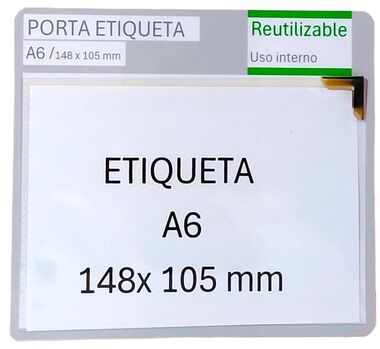 PORTA ETIQUETA
A6 /148 x 105 mm
Reutilizable
Uso interno
ETIQUETA
A6
148x 105 mm